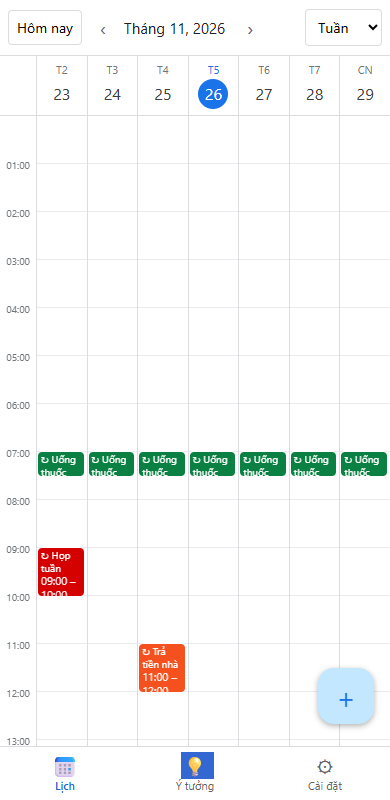 Hôm nay
‹ Tháng 11, 2026 ›
Tuần
T2 T3 T4 T5 T6 T7 CN
23 24 25 26 27 28 29
01:00
02:00
03:00
04:00
05:00
06:00
07:00
↻ Uống thuốc
↻ Uống thuốc
↻ Uống thuốc
↻ Uống thuốc
↻ Uống thuốc
↻ Uống thuốc
↻ Uống thuốc
08:00
09:00
↻ Họp
tuần
09:00 –
10:00
10:00
11:00
↻ Trả
tiền nhà
11:00 –
12:00
12:00
+
13:00
Lịch
Ý tưởng
Cài đặt